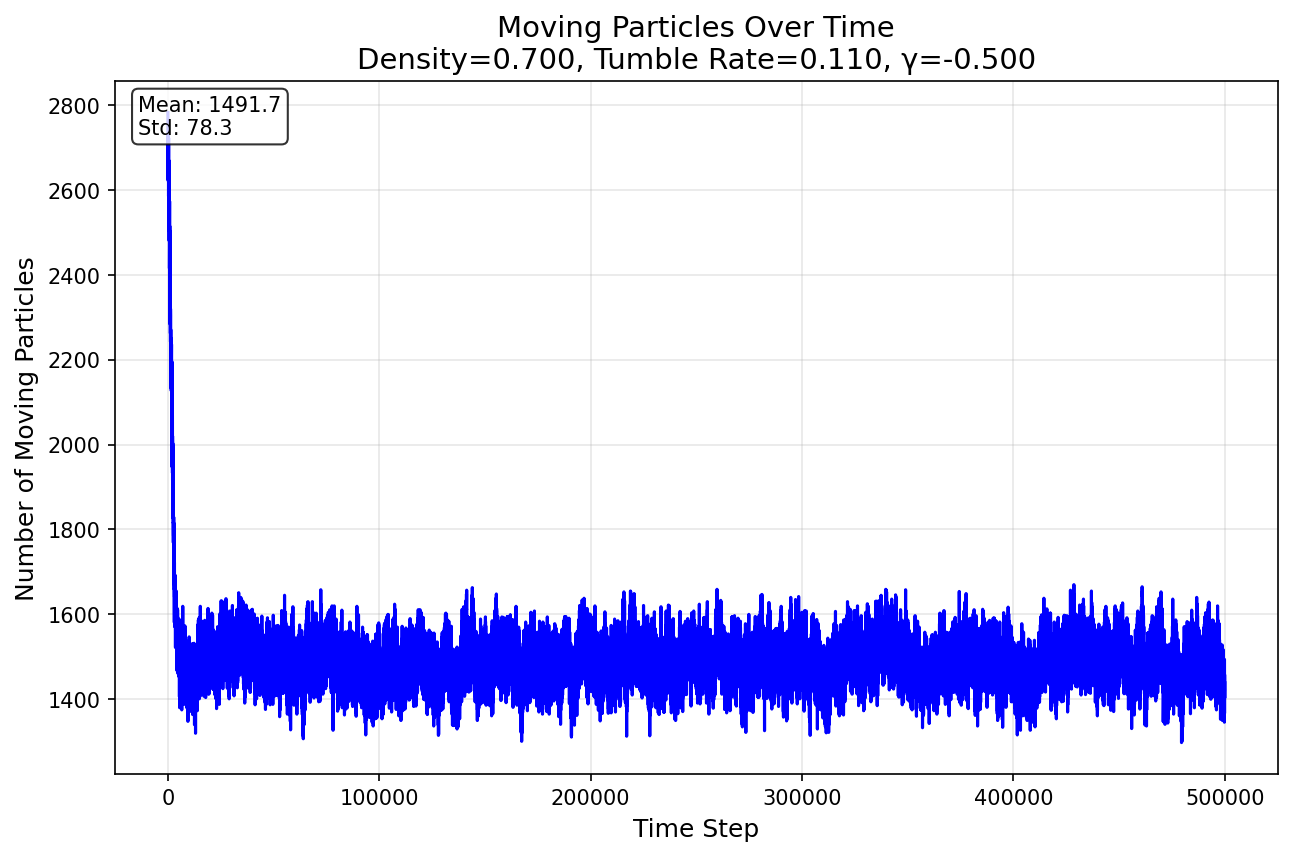 Moving Particles Over Time
Density=0.700, Tumble Rate=0.110, γ=-0.500
Mean: 1491.7
Std: 78.3
Number of Moving Particles
2800
2600
2400
2200
2000
1800
1600
1400
0
100000
200000
300000
400000
500000
Time Step